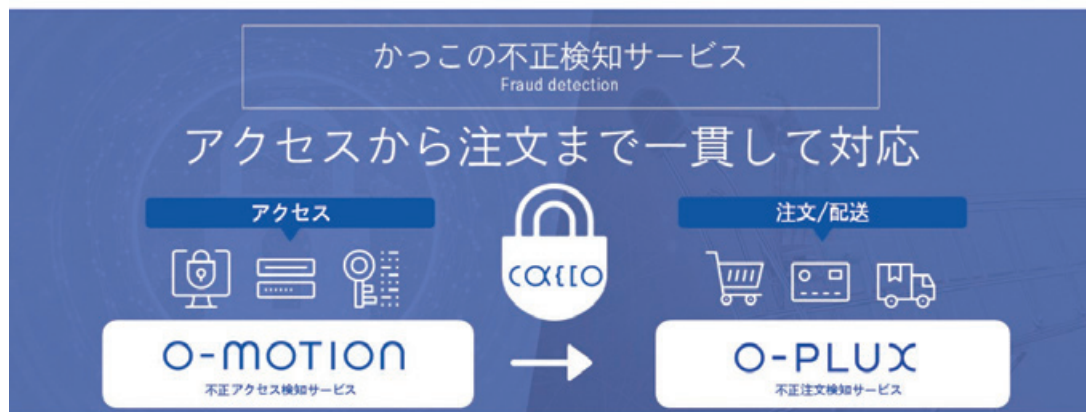 かっこの不正検知サービス
Fraud detection
アクセスから注文まで一貫して対応
アクセス
注文/配送
O-MOTION
不正アクセス検知サービス
O-PLUX
不正注文検知サービス